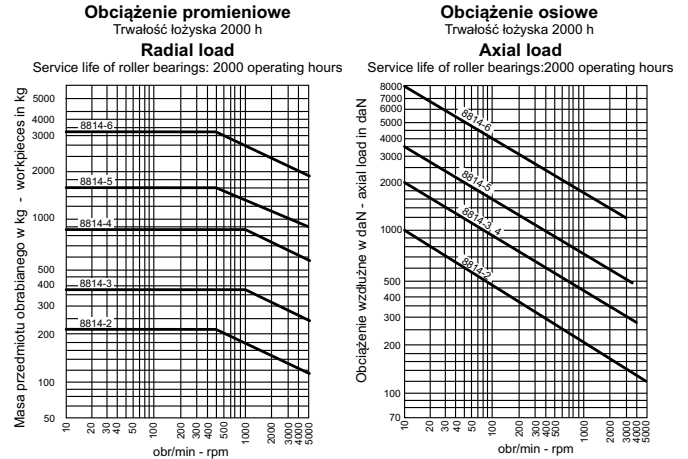 Obciążenie promieniowe
Trwałość łożyska 2000 h
Radial load
Service life of roller bearings: 2000 operating hours
Masa przedmiotu obrabianego w kg - workpieces in kg
5000
4000
3000
2000
1000
500
400
300
200
100
50
8814-6
8814-5
8814-4
8814-3
8814-2
10 20 30 40 50 100 200 300 400 500 1000 2000 3000 4000 5000
obr/min - rpm
Obciążenie osiowe
Trwałość łożyska 2000 h
Axial load
Service life of roller bearings:2000 operating hours
Obciążenie wzdłużne w daN - axial load in daN
8000
7000
6000
5000
4000
3000
2000
1000
500
400
300
200
100
70
8814-6
8814-5
8814-3, 4
8814-2
10 20 30 40 50 100 200 300 400 500 1000 2000 3000 4000 5000
obr/min - rpm